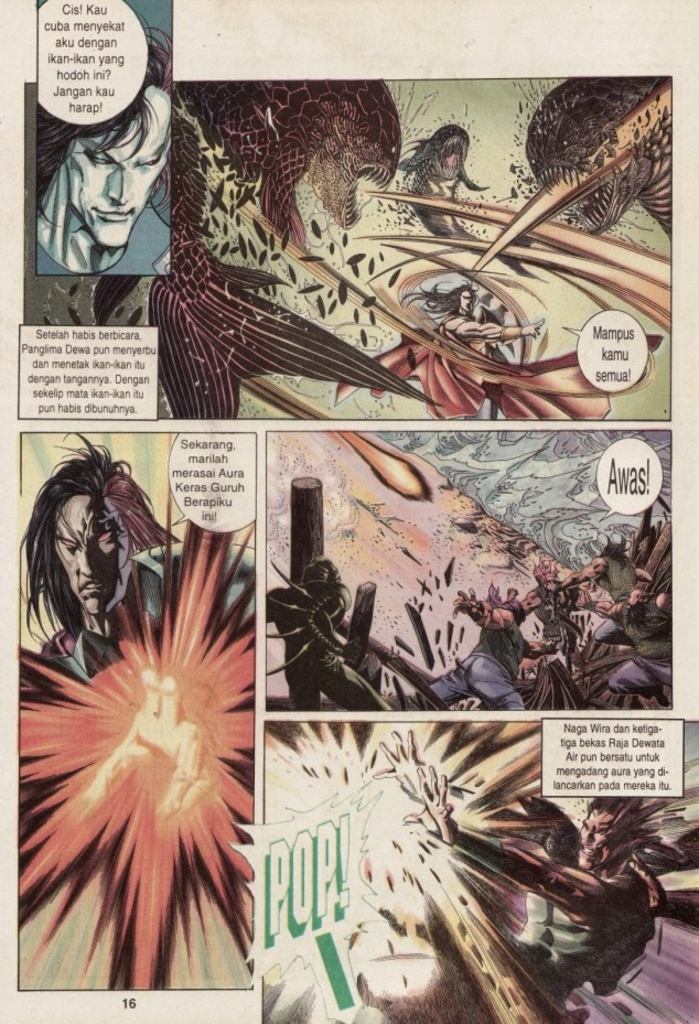 Cis! Kau
cuba menyekat
aku dengan
ikan-ikan yang
hodoh ini?
Jangan kau
harap!
Setelah habis berbicara,
Panglima Dewa pun menyerbu
dan menetak ikan-ikan itu
dengan tangannya. Dengan
sekelip mata ikan-ikan itu
pun habis dibunuhnya.
Mampus
kamu
semua!
Sekarang,
marilah
merasai Aura
Keras Guruh
Berapiku
ini!
Awas!
Naga Wira dan ketiga-
tiga bekas Raja Dewata
Air pun bersatu untuk
mengadang aura yang di-
lancarkan pada mereka itu.
POP!
16